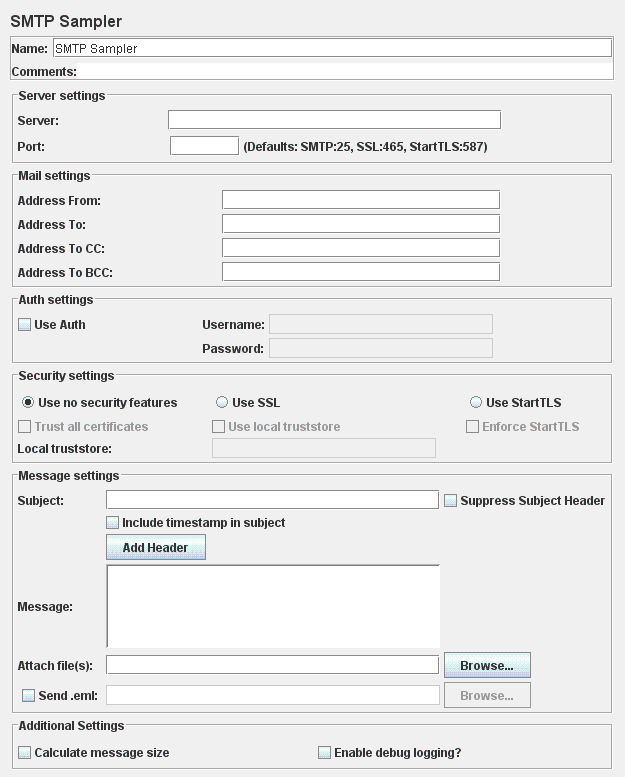 SMTP Sampler
Name: SMTP Sampler
Comments:
Server settings
Server:
Port: (Defaults: SMTP:25, SSL:465, StartTLS:587)
Mail settings
Address From:
Address To:
Address To CC:
Address To BCC:
Auth settings
Use Auth Username:
Password:
Security settings
Use no security features Use SSL Use StartTLS
Trust all certificates Use local truststore Enforce StartTLS
Local truststore:
Message settings
Subject: Suppress Subject Header
Include timestamp in subject
Add Header
Message:
Attach file(s): Browse...
Send .eml: Browse...
Additional Settings
Calculate message size Enable debug logging?